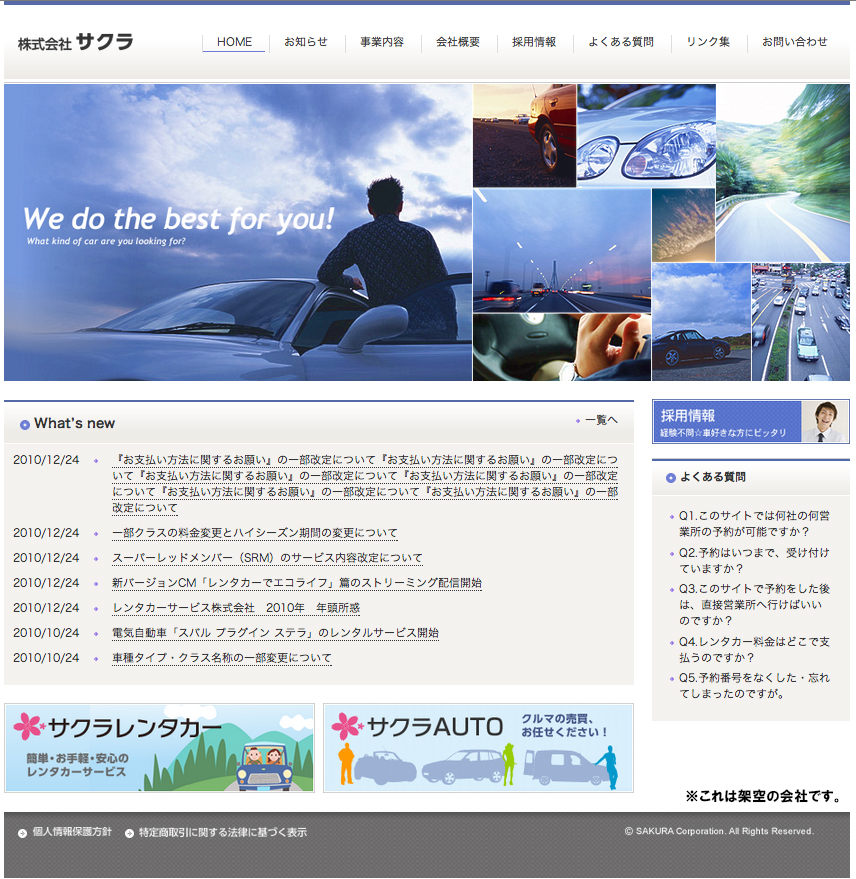 株式会社 サクラ
HOME
お知らせ
事業内容
会社概要
採用情報
よくある質問
リンク集
お問い合わせ
We do the best for you!
What kind of car are you looking for?
What's new
一覧へ
2010/12/24 『お支払い方法に関するお願い』の一部改定について『お支払い方法に関するお願い』の一部改定につ
いて『お支払い方法に関するお願い』の一部改定について『お支払い方法に関するお願い』の一部改定
について『お支払い方法に関するお願い』の一部改定について『お支払い方法に関するお願い』の一部
改定について
2010/12/24 一部クラスの料金変更とハイシーズン期間の変更について
2010/12/24 スーパーレッドメンバー（SRM）のサービス内容改定について
2010/12/24 新バージョンCM「レンタカーでエコライフ」篇のストリーミング配信開始
2010/12/24 レンタカーサービス株式会社　2010年　年頭所感
2010/10/24 電気自動車「スバル プラグイン ステラ」のレンタルサービス開始
2010/10/24 車種タイプ・クラス名称の一部変更について
採用情報
経験不問☆車好きな方にピッタリ
よくある質問
Q1.このサイトでは何社の何営
業所の予約が可能ですか？
Q2.予約はいつまで、受け付け
ていますか？
Q3.このサイトで予約をした後
は、直接営業所へ行けばいい
のですか？
Q4.レンタカー料金はどこで支
払うのですか？
Q5.予約番号をなくした・忘れ
てしまったのですが。
サクラレンタカー
簡単・お手軽・安心の
レンタカーサービス
サクラAUTO
クルマの売買、
お任せください！
※これは架空の会社です。
個人情報保護方針
特定商取引に関する法律に基づく表示
© SAKURA Corporation. All Rights Reserved.